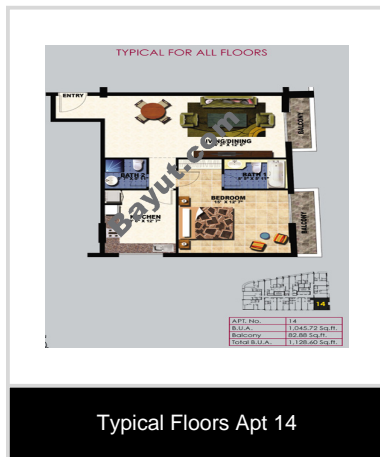 TYPICAL FOR ALL FLOORS
ENTRY
BALCONY
LIVING/DINING
BATH 2
BATH 1
BEDROOM
KITCHEN
BALCONY
Bayut.com
14
APT. No. 14
B.U.A. 1,045.72 Sq.ft.
Balcony 82.88 Sq.ft.
Total B.U.A. 1,128.60 Sq.ft.
Typical Floors Apt 14